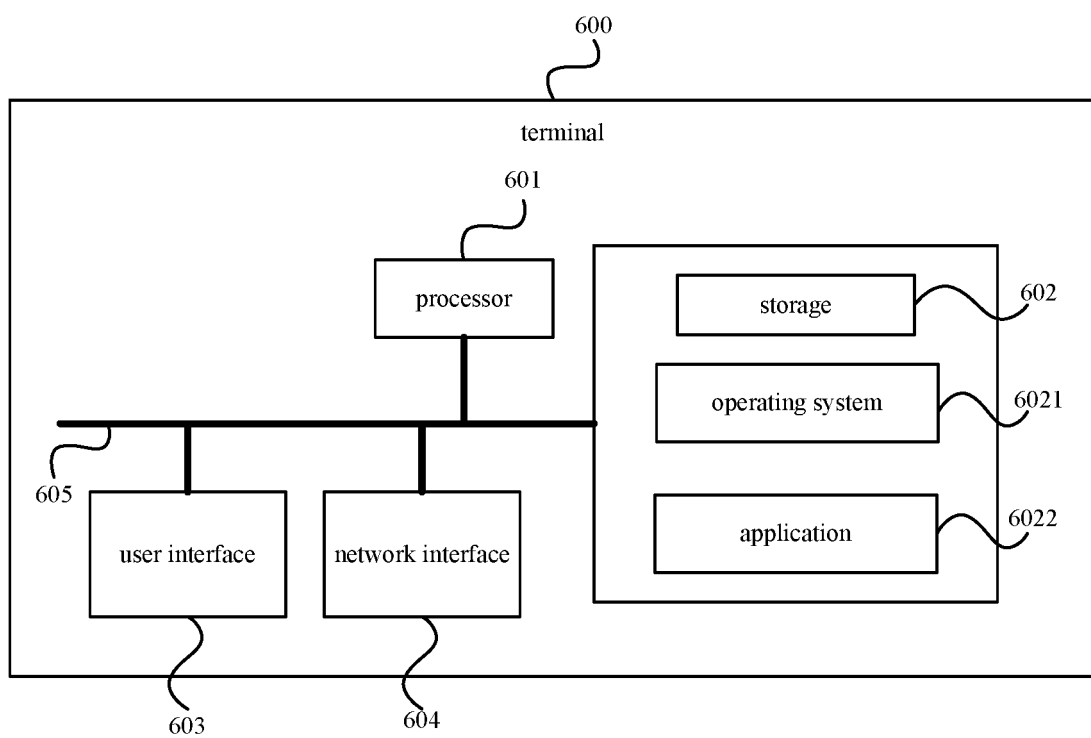 600
terminal
601
processor
storage
602
operating system
6021
605
user interface
network interface
application
6022
603
604